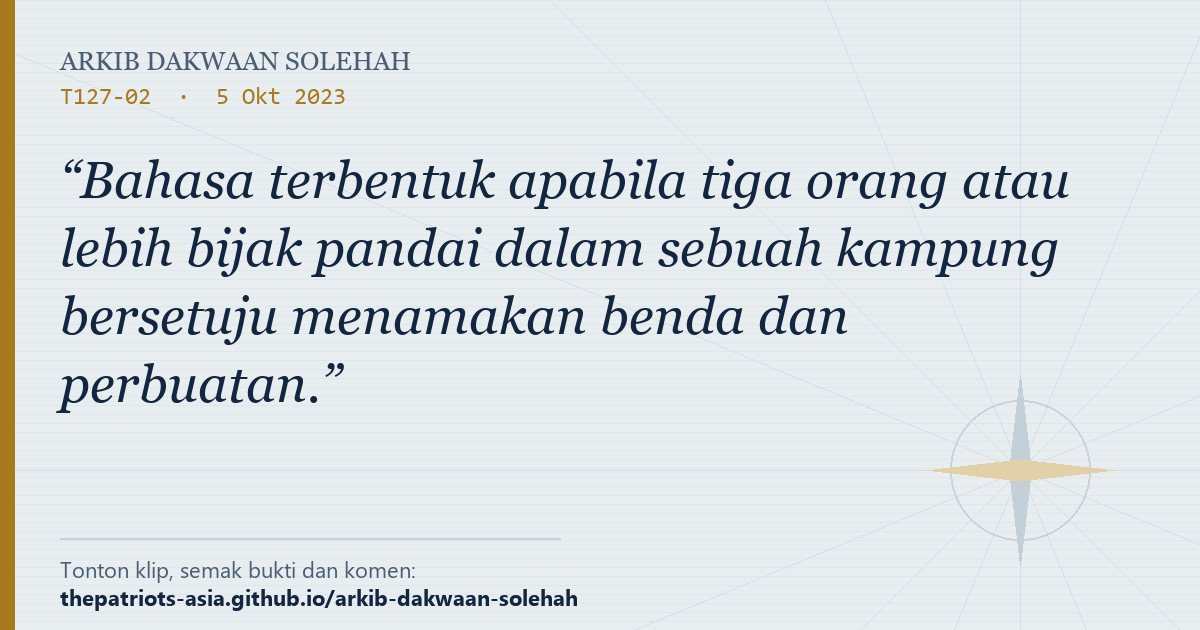 ARKIB DAKWAAN SOLEHAH
T127-02 · 5 Okt 2023
“Bahasa terbentuk apabila tiga orang atau
lebih bijak pandai dalam sebuah kampung
bersetuju menamakan benda dan
perbuatan.”
Tonton klip, semak bukti dan komen:
thepatriots-asia.github.io/arkib-dakwaan-solehah